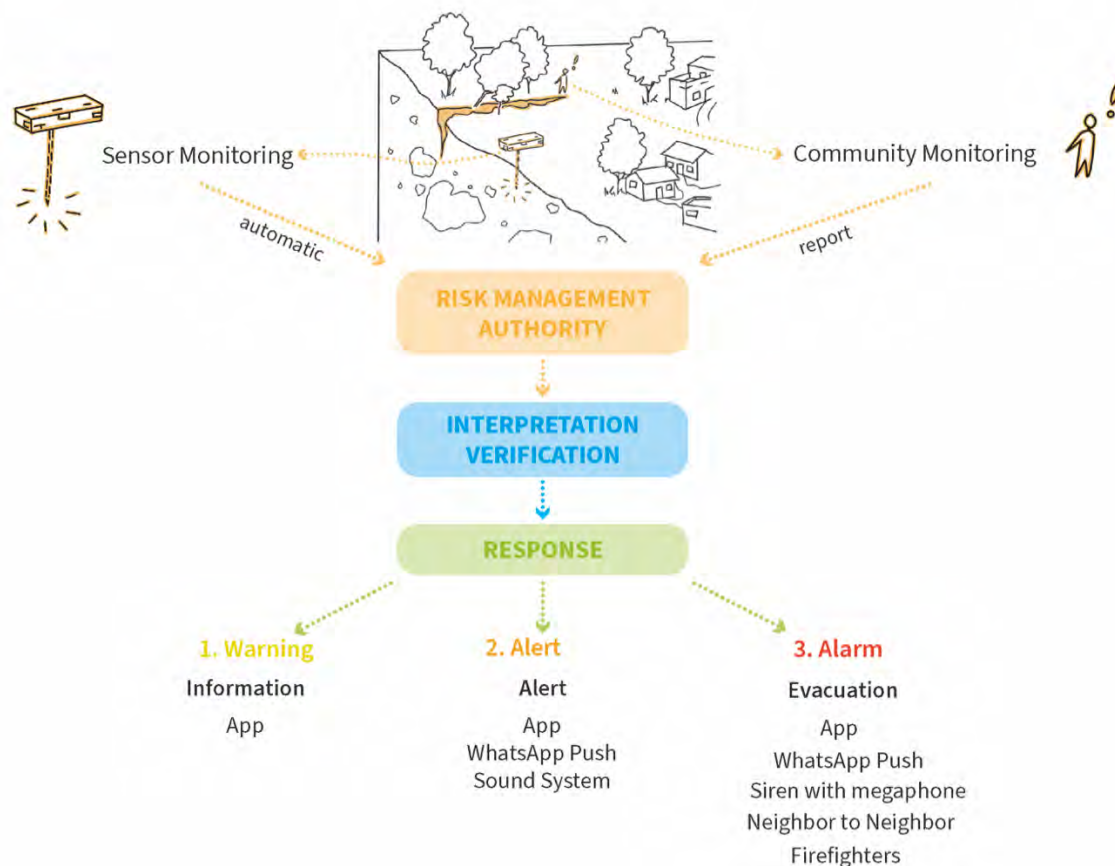 Sensor Monitoring
Community Monitoring
automatic
report
RISK MANAGEMENT
AUTHORITY
INTERPRETATION
VERIFICATION
RESPONSE
1. Warning
Information
App
2. Alert
Alert
App
WhatsApp Push
Sound System
3. Alarm
Evacuation
App
WhatsApp Push
Siren with megaphone
Neighbor to Neighbor
Firefighters